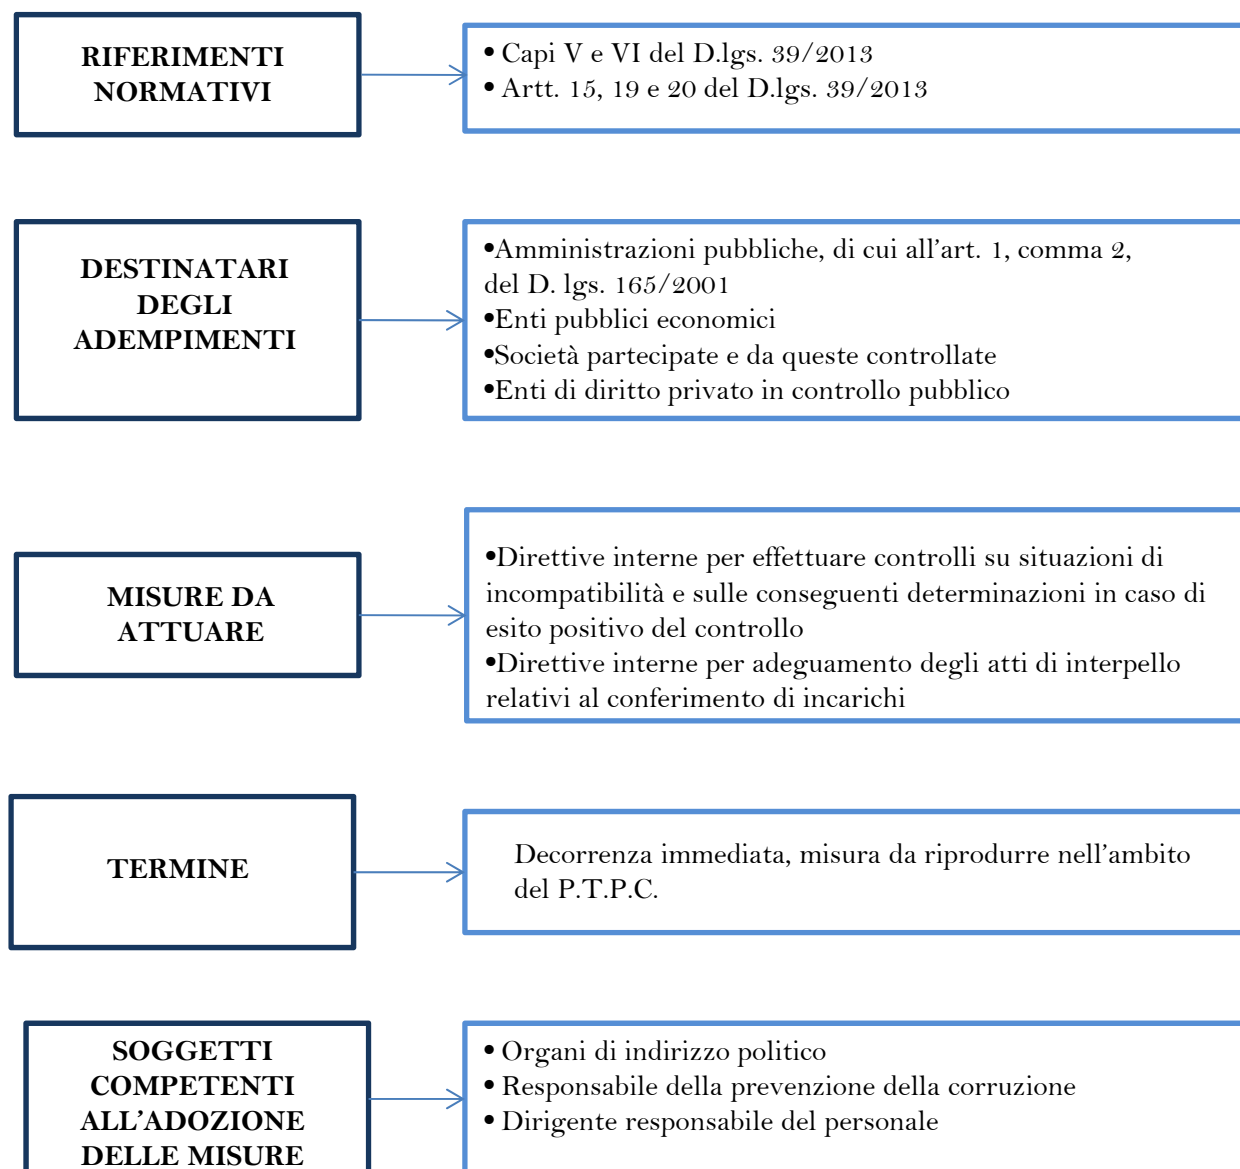 RIFERIMENTI
NORMATIVI
• Capi V e VI del D.lgs. 39/2013
• Artt. 15, 19 e 20 del D.lgs. 39/2013
DESTINATARI
DEGLI
ADEMPIMENTI
•Amministrazioni pubbliche, di cui all’art. 1, comma 2,
del D. lgs. 165/2001
•Enti pubblici economici
•Società partecipate e da queste controllate
•Enti di diritto privato in controllo pubblico
MISURE DA
ATTUARE
•Direttive interne per effettuare controlli su situazioni di
incompatibilità e sulle conseguenti determinazioni in caso di
esito positivo del controllo
•Direttive interne per adeguamento degli atti di interpello
relativi al conferimento di incarichi
TERMINE
Decorrenza immediata, misura da riprodurre nell’ambito
del P.T.P.C.
SOGGETTI
COMPETENTI
ALL’ADOZIONE
DELLE MISURE
• Organi di indirizzo politico
• Responsabile della prevenzione della corruzione
• Dirigente responsabile del personale